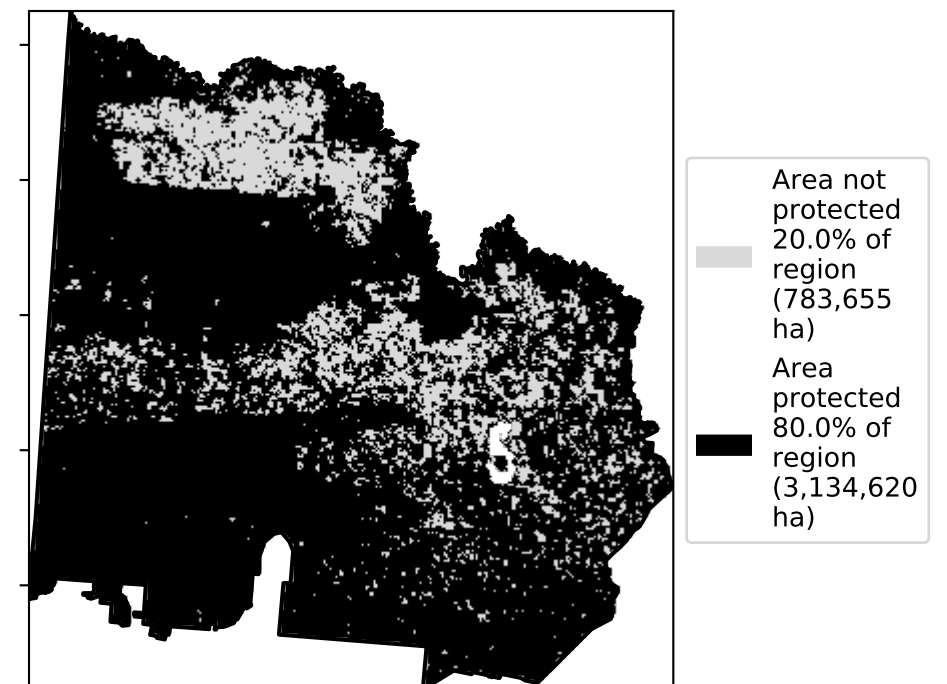 Area not
protected
20.0% of
region
(783,655
ha)
Area
protected
80.0% of
region
(3,134,620
ha)